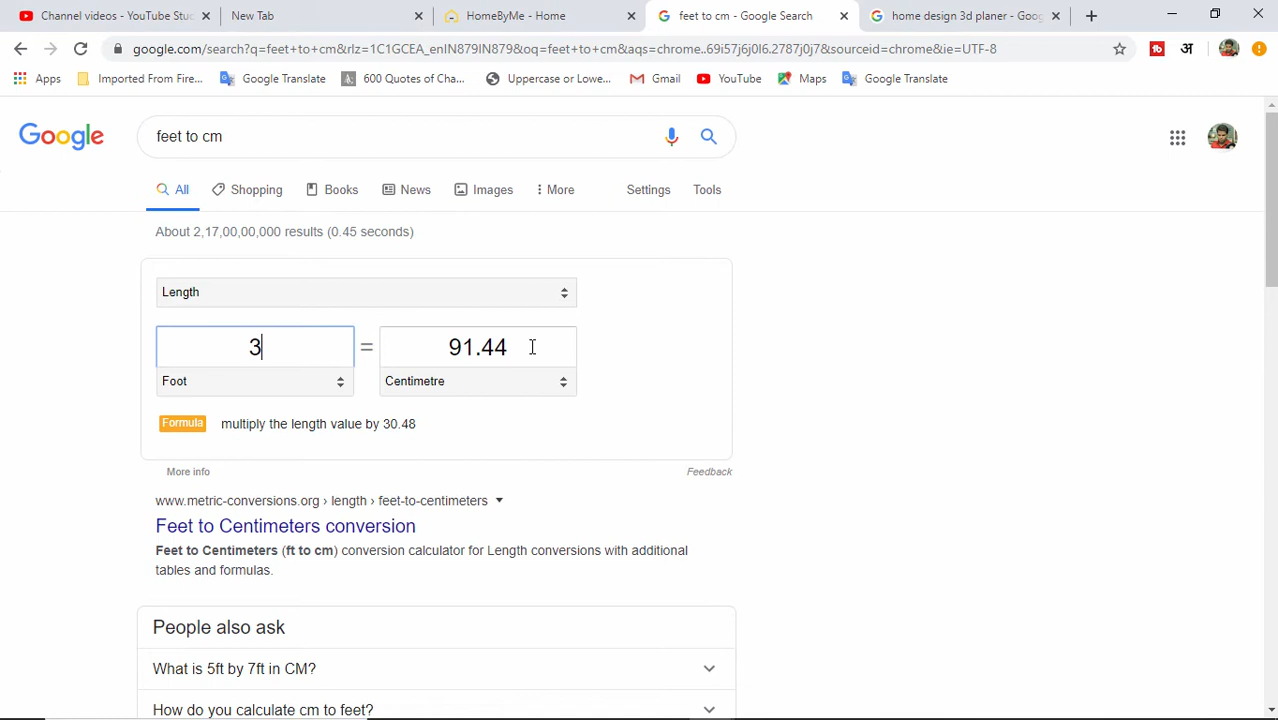 Channel videos - YouTube Stu
New Tab
HomeByMe - Home
feet to cm - Google Search
home design 3d planer - Goog
google.com/search?q=feet+to+cm&rlz=1C1GCEA_enIN879IN879&oq=feet+to+cm&aqs=chrome..69i57j6j0l6.2787j0j7&sourceid=chrome&ie=UTF-8
अ
Apps
Imported From Fire...
Google Translate
600 Quotes of Cha...
Uppercase or Lowe...
Gmail
YouTube
Maps
Google Translate
Google
feet to cm
All
Shopping
Books
News
Images
More
Settings
Tools
About 2,17,00,00,000 results (0.45 seconds)
Length
3 = 91.44
Foot
Centimetre
Formula multiply the length value by 30.48
More info
Feedback
www.metric-conversions.org › length › feet-to-centimeters
Feet to Centimeters conversion
Feet to Centimeters (ft to cm) conversion calculator for Length conversions with additional
tables and formulas.
People also ask
What is 5ft by 7ft in CM?
How do you calculate cm to feet?